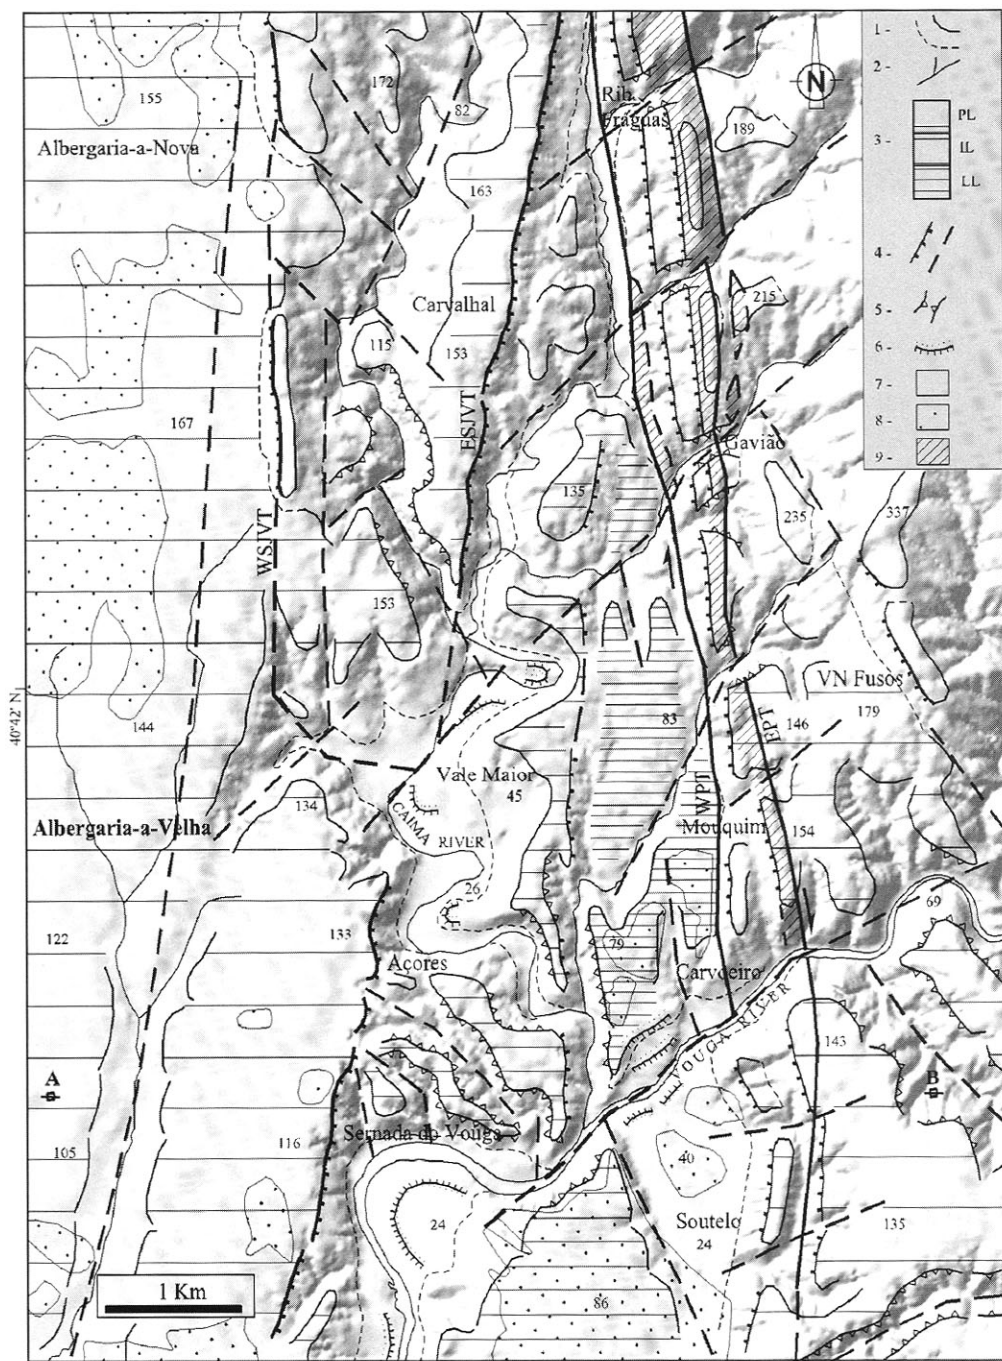 1 -
2 -
3 -
PL
IL
LL
4 -
5 -
6 -
7 -
8 -
9 -
N
155
172
82
Rib. Fráguas
189
Albergaria-a-Nova
163
Carvalhal
215
115
153
167
ESJVT
Gavião
135
235
337
WSJVT
153
VN Fusos
40°42' N
144
83
EPT
146
179
Vale Maior
45
WPT
134
Albergaria-a-Velha
CAIMA
RIVER
Mouquim
154
26
69
122
133
79
Açores
Carvoeiro
VOUGA RIVER
143
A
B
116
Sernada do Vouga
105
40
24
Soutelo
24
135
1 Km
86